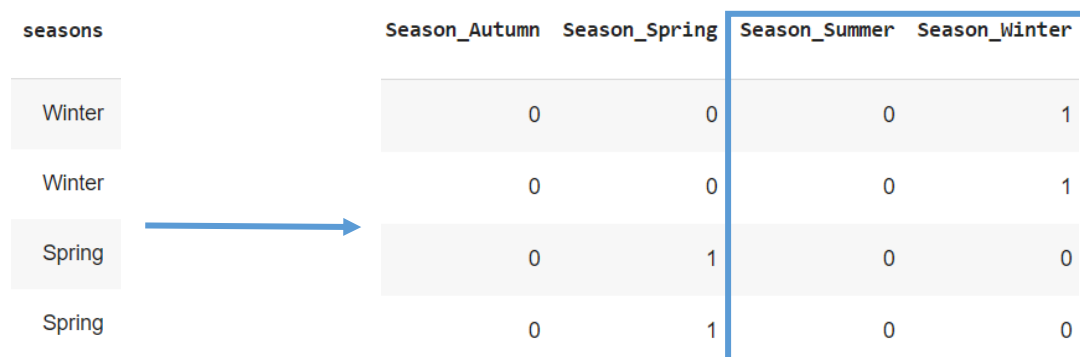 seasons Season_Autumn Season_Spring Season_Summer Season_Winter
Winter 0 0 0 1
Winter 0 0 0 1
Spring 0 1 0 0
Spring 0 1 0 0